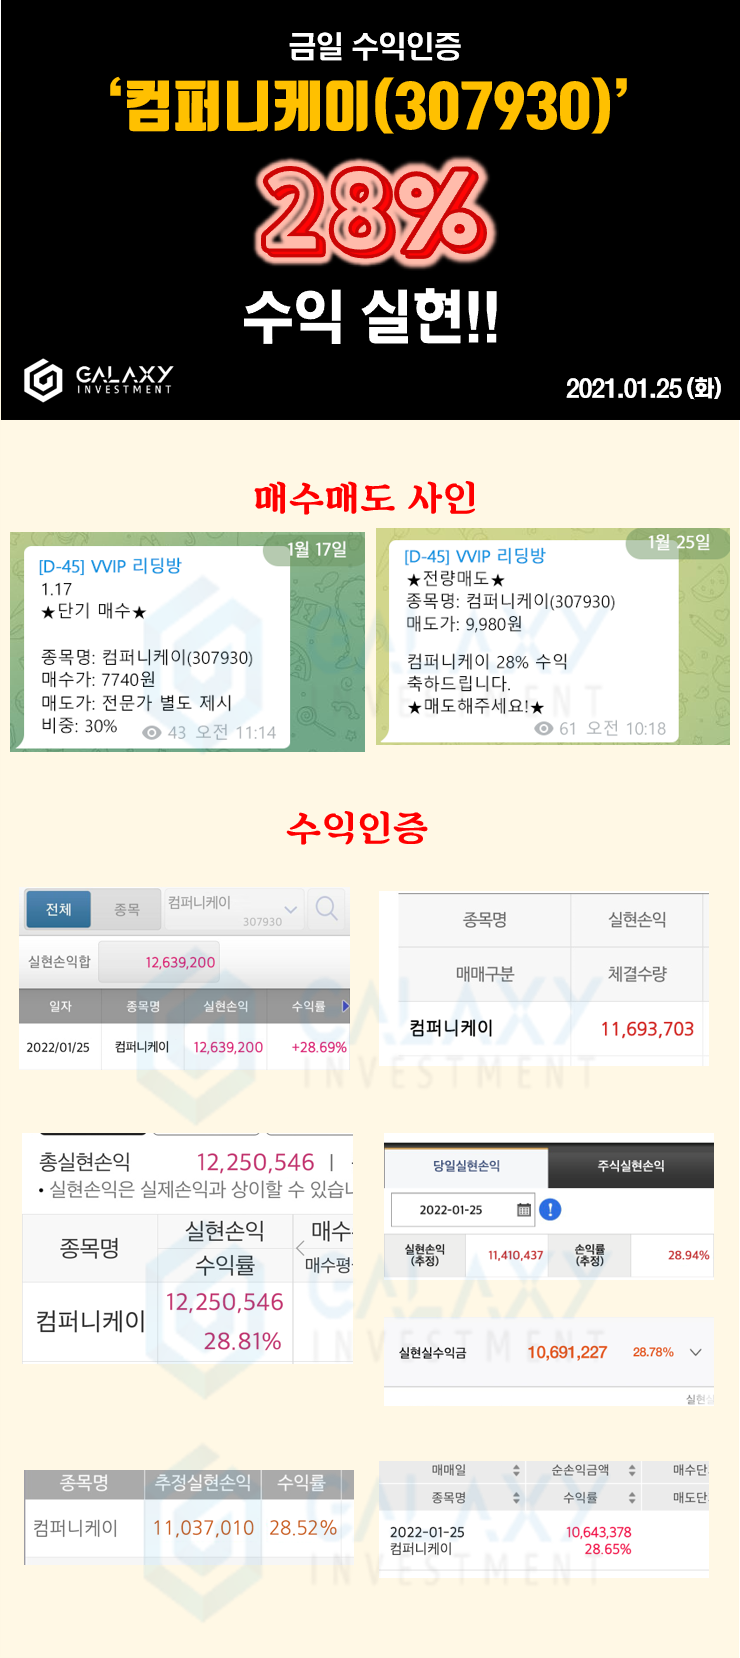 금일 수익인증
‘컴퍼니케이(307930)’
28%
수익 실현!!
GALAXY
INVESTMENT
2021.01.25 (화)
매수매도 사인
1월 17일
[D-45] VVIP 리딩방
1.17
★단기 매수★
종목명: 컴퍼니케이(307930)
매수가: 7740원
매도가: 전문가 별도 제시
비중: 30%
43 오전 11:14
1월 25일
[D-45] VVIP 리딩방
★전량매도★
종목명: 컴퍼니케이(307930)
매도가: 9,980원
컴퍼니케이 28% 수익
축하드립니다.
★매도해주세요!★
61 오전 10:18
수익인증
전체 종목 컴퍼니케이
307930
실현손익합 12,639,200
일자 종목명 실현손익 수익률
2022/01/25 컴퍼니케이 12,639,200 +28.69%
종목명 실현손익
매매구분 체결수량
컴퍼니케이 11,693,703
총실현손익 12,250,546
• 실현손익은 실제손익과 상이할 수 있습니
종목명 실현손익 매수
수익률 매수평
컴퍼니케이 12,250,546
28.81%
당일실현손익 주식실현손익
2022-01-25
실현손익 (추정) 11,410,437 손익률 (추정) 28.94%
실현실수익금 10,691,227 28.78%
실현실
종목명 추정실현손익 수익률
컴퍼니케이 11,037,010 28.52%
매매일 순손익금액 매수단
종목명 수익률 매도단
2022-01-25 10,643,378
컴퍼니케이 28.65%
GALAXY
INVESTMENT
GALAXY
INVESTMENT
GALAXY
INVESTMENT
GALAXY
INVESTMENT